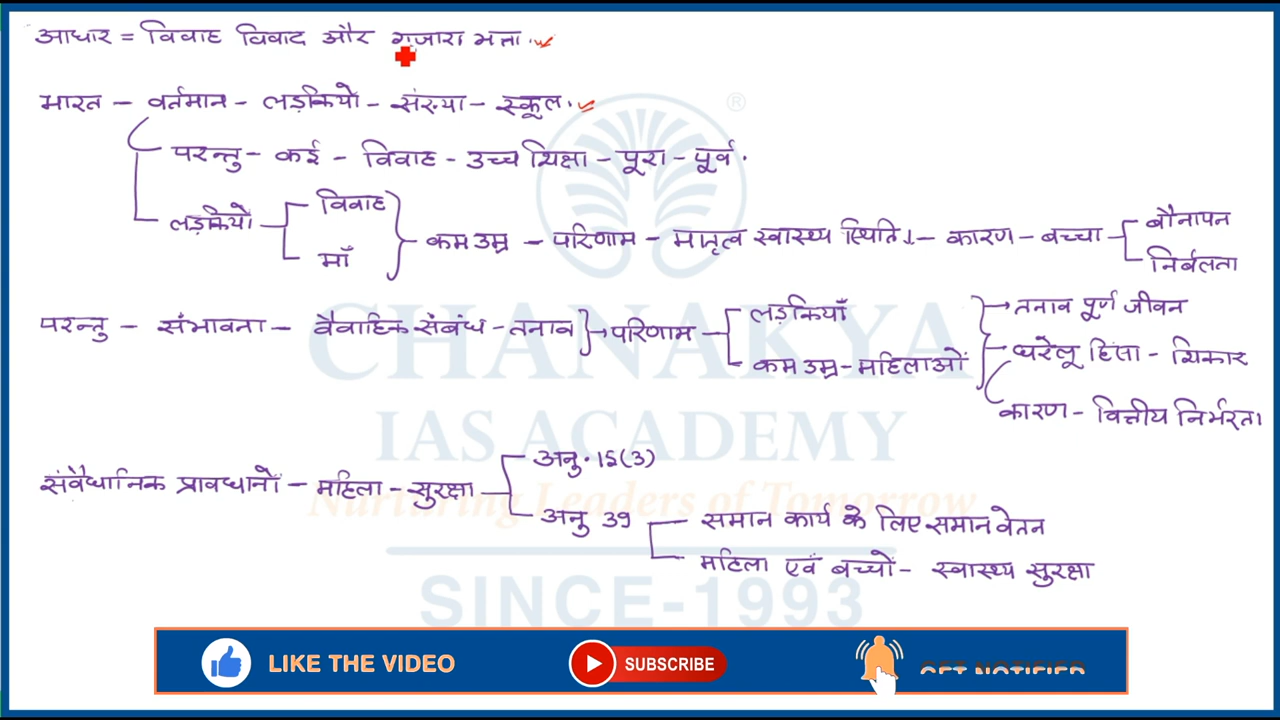 आधार = विवाह विवाद और गुजारा भत्ता.
भारत - वर्तमान - लड़कियों - संख्या - स्कूल.
परन्तु - कई - विवाह - उच्च शिक्षा - पूरा - पूर्व.
लड़कियों
विवाह
माँ
कम उम्र - परिणाम - मातृत्व स्वास्थ्य स्थिति↓ - कारण - बच्चा
बौनापन
निर्बलता
परन्तु - संभावना - वैवाहिक संबंध - तनाव → परिणाम
लड़कियाँ
कम उम्र - महिलाओं
→ तनाव पूर्ण जीवन
→ घरेलू हिंसा - शिकार
कारण - वित्तीय निर्भरता
संवैधानिक प्रावधानों - महिला - सुरक्षा
अनु. 15(3)
अनु 39
समान कार्य के लिए समान वेतन
महिला एवं बच्चों - स्वास्थ्य सुरक्षा
CHANAKYA
IAS ACADEMY
Nurturing Leaders of Tomorrow
SINCE-1993
®
LIKE THE VIDEO
SUBSCRIBE
GET NOTIFIED